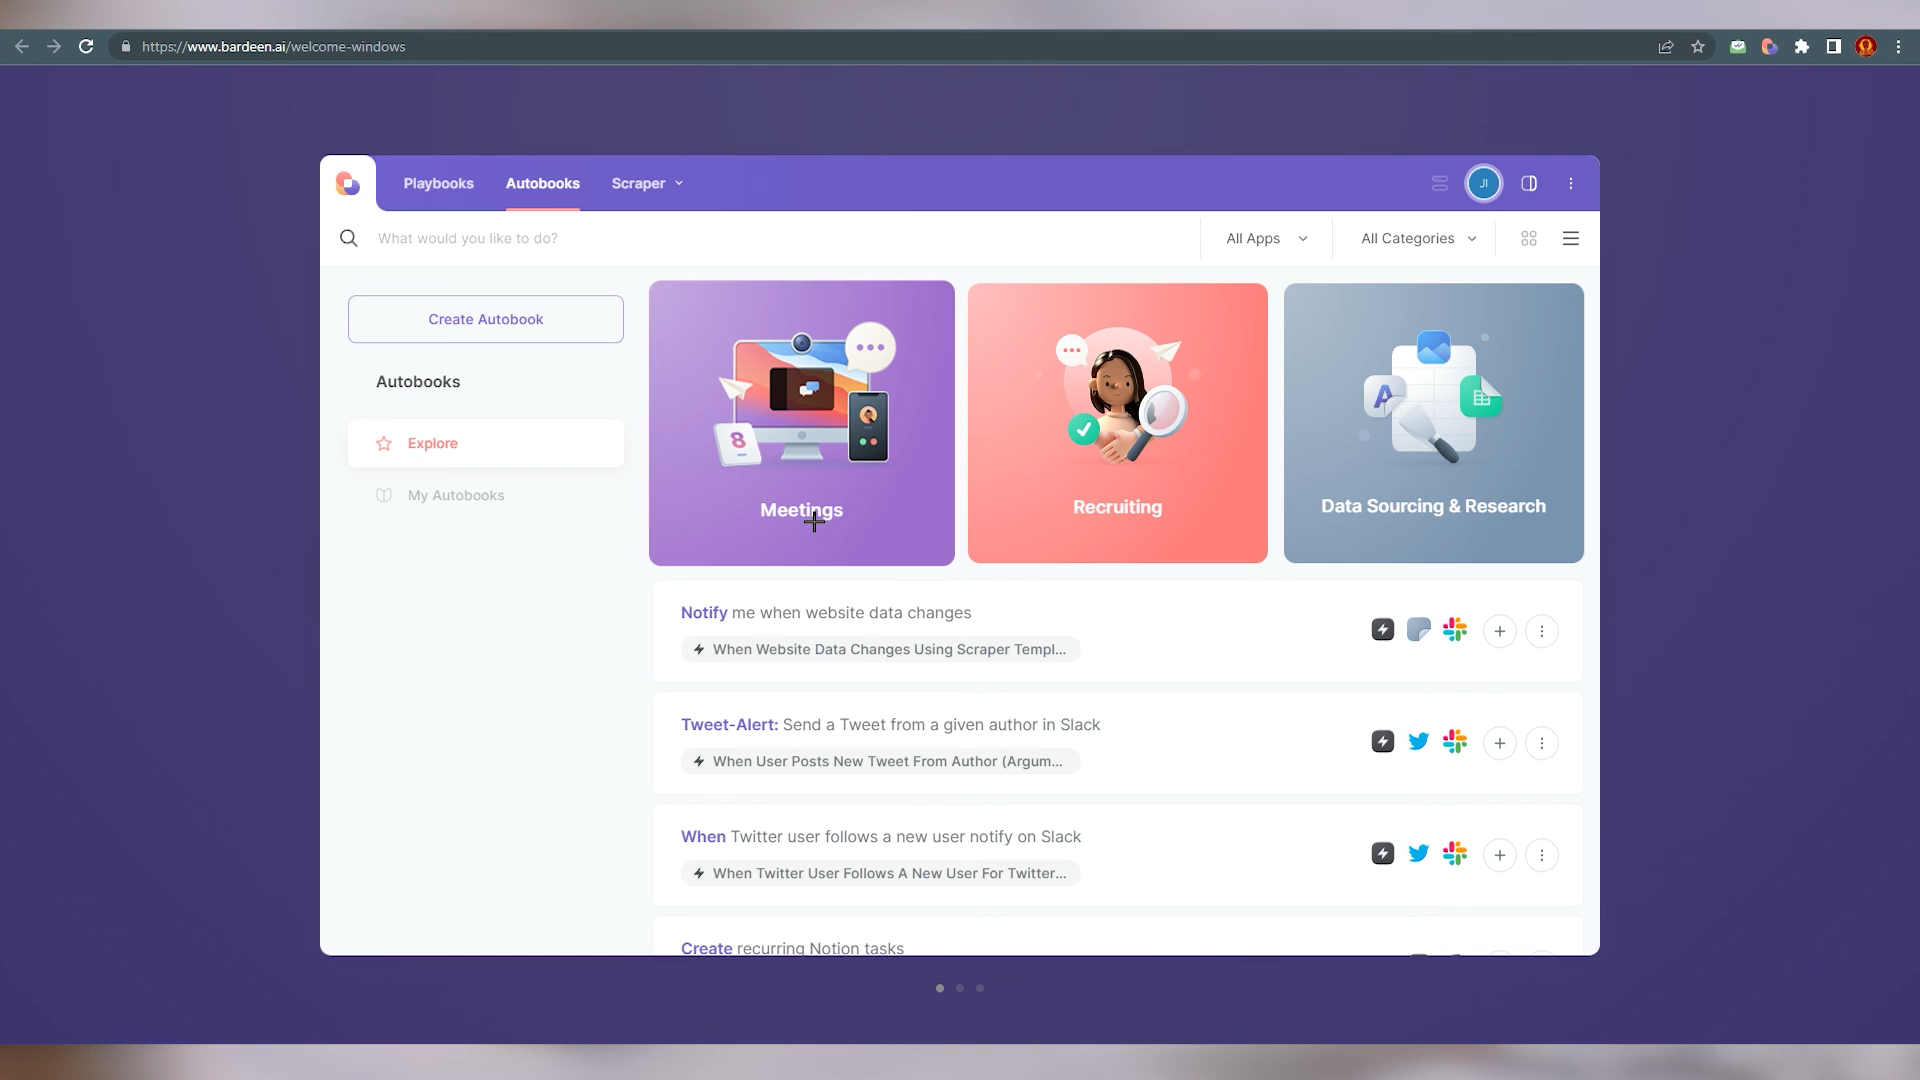 https://www.bardeen.ai/welcome-windows
Playbooks
Autobooks
Scraper
JI
What would you like to do?
All Apps
All Categories
Create Autobook
Autobooks
Explore
My Autobooks
8
Meetings
Recruiting
A
Data Sourcing & Research
Notify me when website data changes
When Website Data Changes Using Scraper Templ...
Tweet-Alert: Send a Tweet from a given author in Slack
When User Posts New Tweet From Author (Argum...
When Twitter user follows a new user notify on Slack
When Twitter User Follows A New User For Twitter...
Create recurring Notion tasks